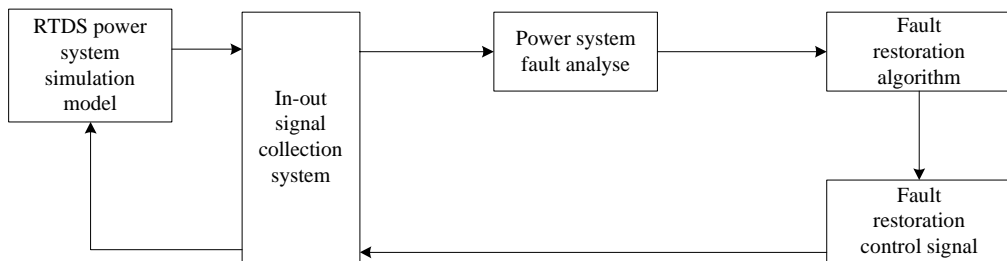 RTDS power
system
simulation
model
In-out
signal
collection
system
Power system
fault analyse
Fault
restoration
algorithm
Fault
restoration
control signal